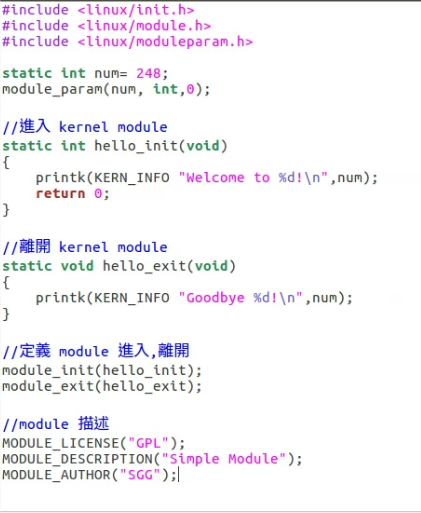 #include <linux/init.h>
#include <linux/module.h>
#include <linux/moduleparam.h>
static int num= 248;
module_param(num, int,0);
//進入 kernel module
static int hello_init(void)
{
    printk(KERN_INFO "Welcome to %d!\n",num);
    return 0;
}
//離開 kernel module
static void hello_exit(void)
{
    printk(KERN_INFO "Goodbye %d!\n",num);
}
//定義 module 進入,離開
module_init(hello_init);
module_exit(hello_exit);
//module 描述
MODULE_LICENSE("GPL");
MODULE_DESCRIPTION("Simple Module");
MODULE_AUTHOR("SGG");